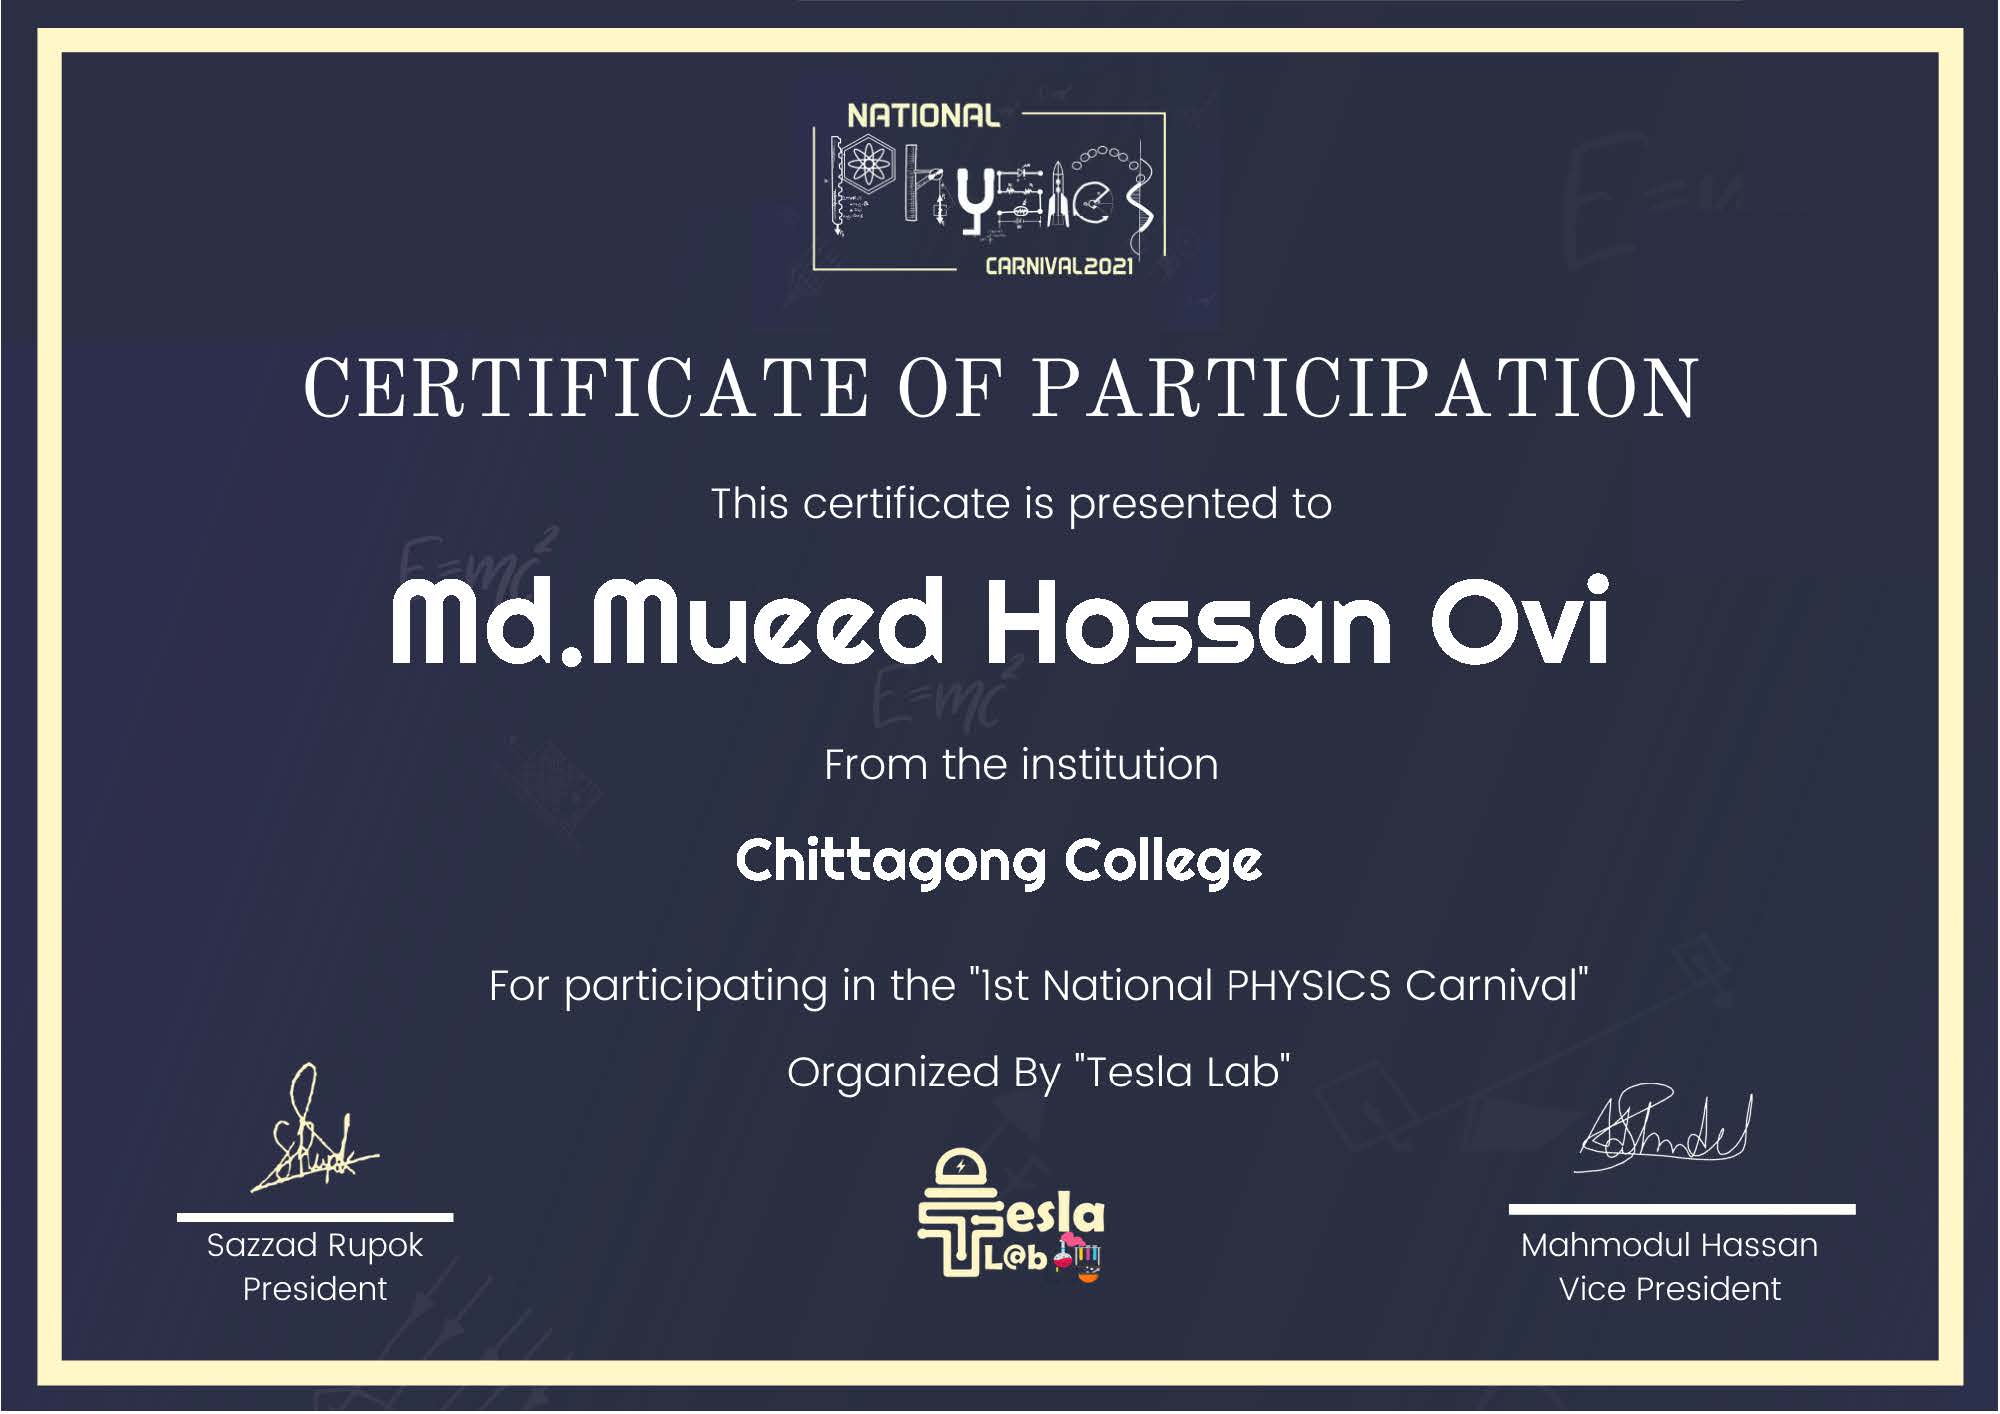 NATIONAL
Physics
CARNIVAL2021
E=m
CERTIFICATE OF PARTICIPATION
This certificate is presented to
E=mc²
Md.Mueed Hossan Ovi
E=mc²
From the institution
Chittagong College
For participating in the "1st National PHYSICS Carnival"
Organized By "Tesla Lab"
Tesla
L@b
Sazzad Rupok
President
Mahmodul Hassan
Vice President